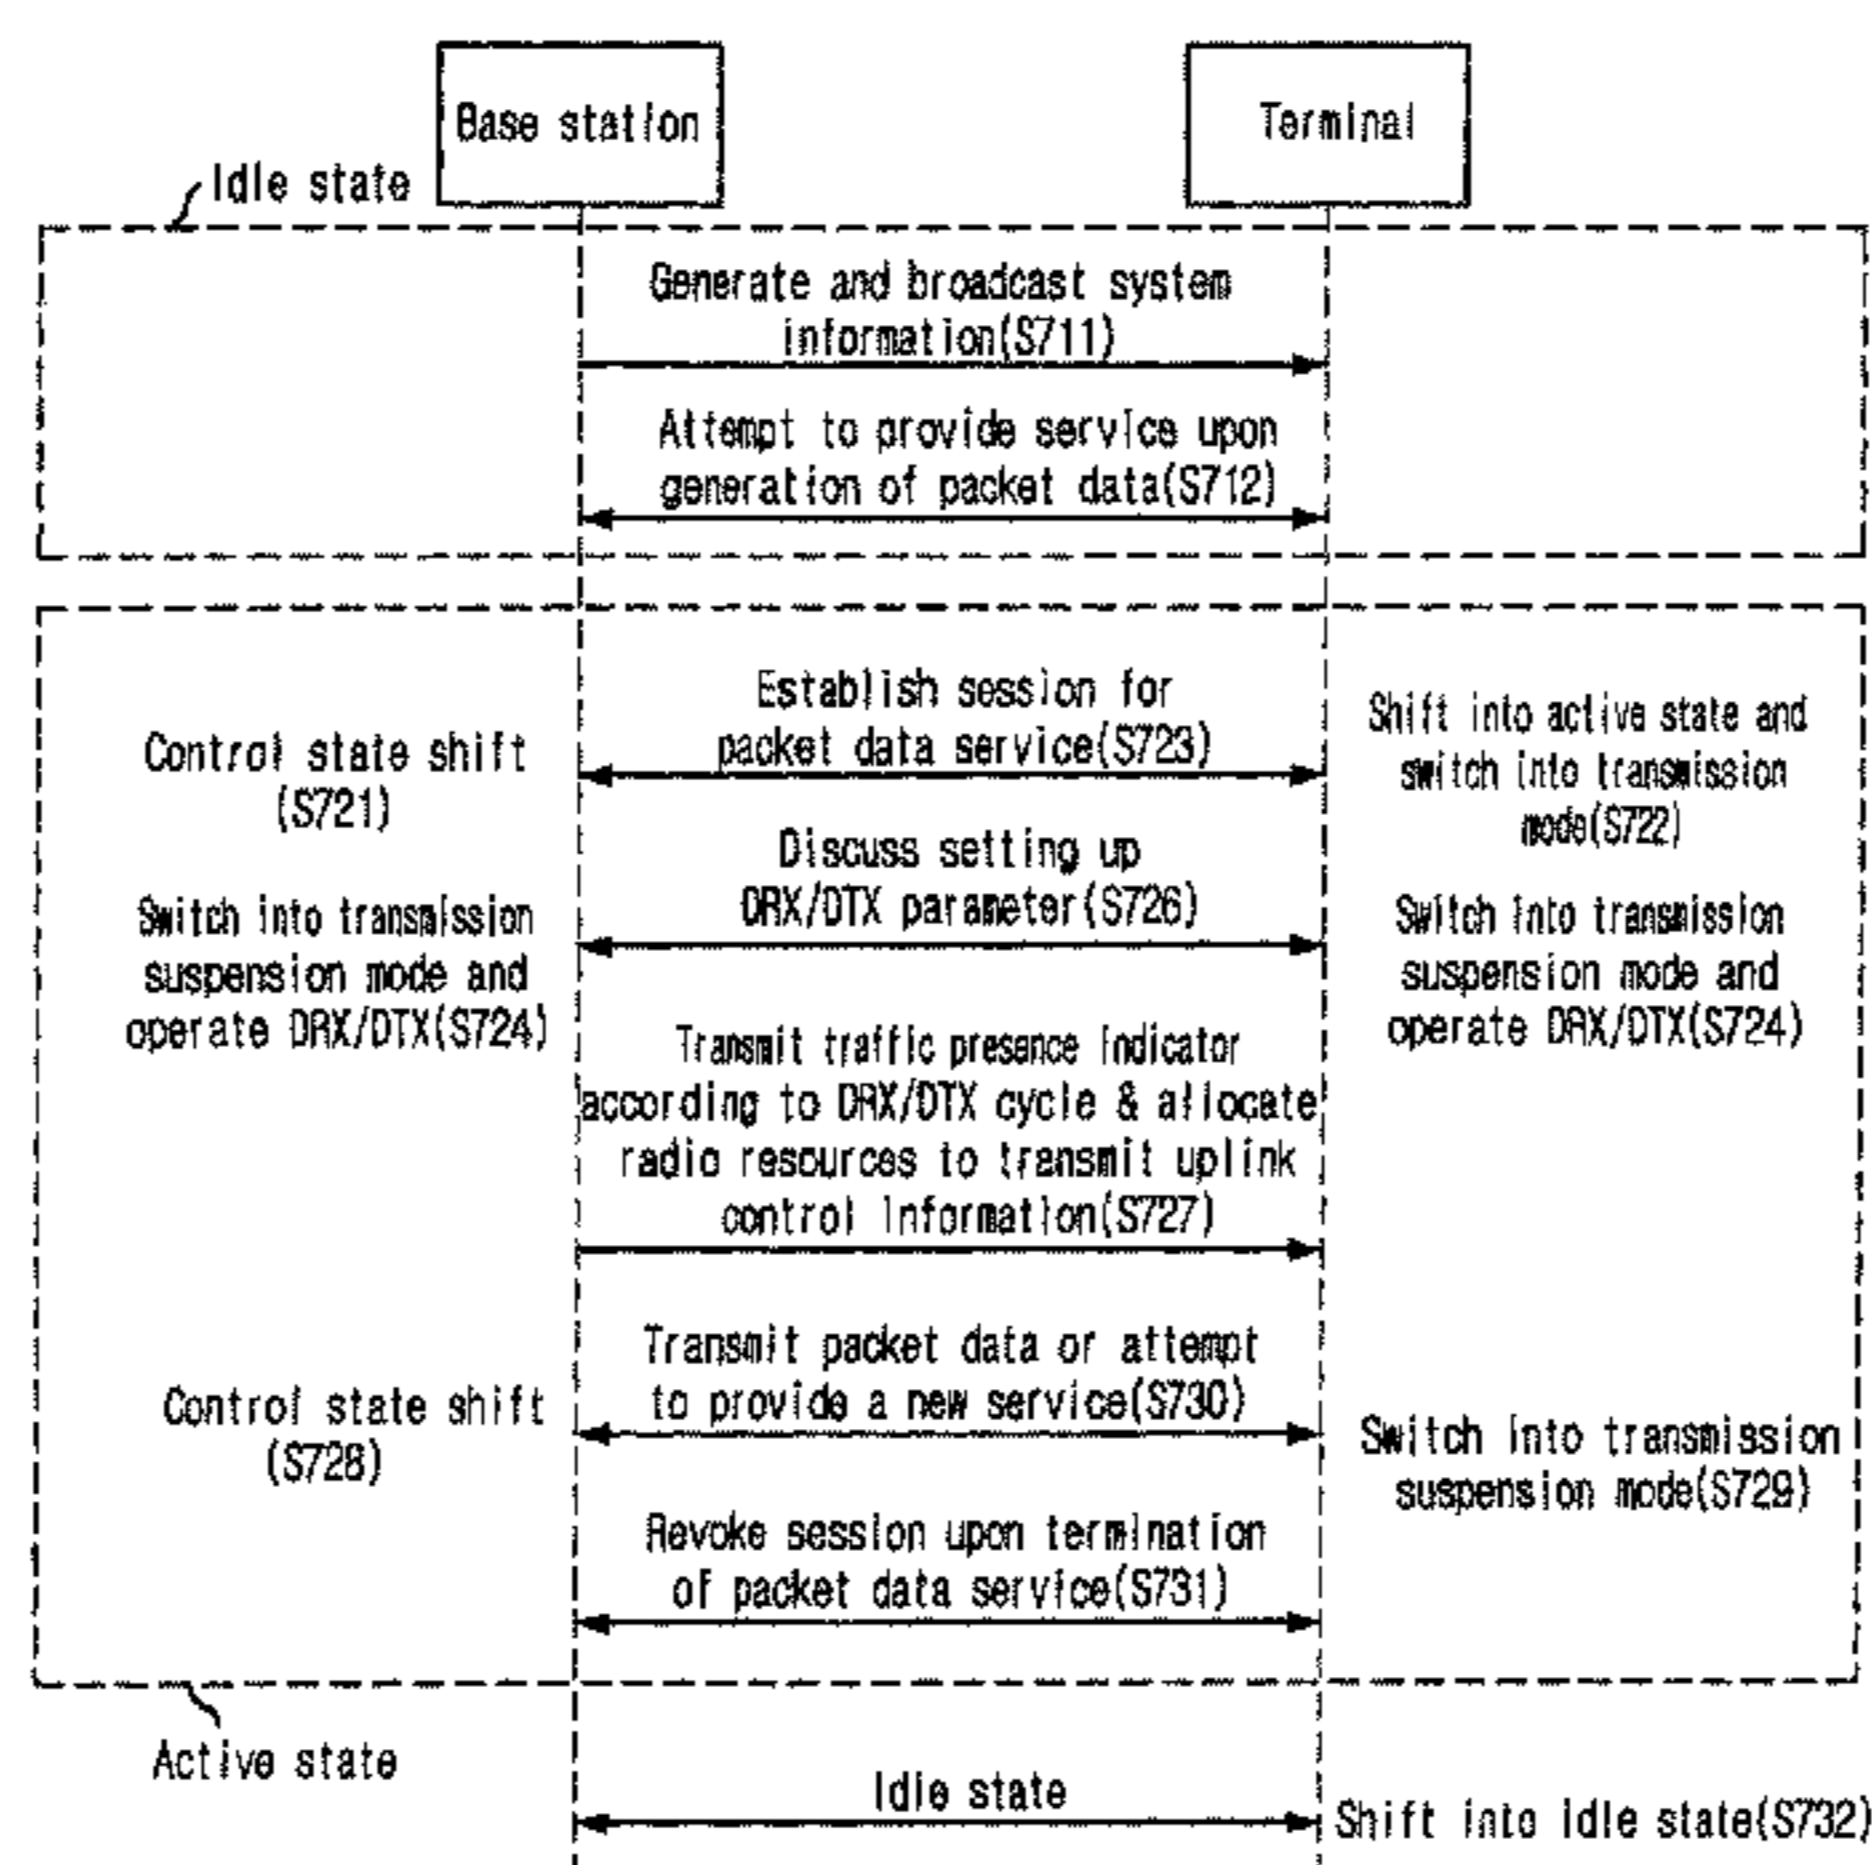 Base station
Terminal
Idle state
Generate and broadcast system
information(S711)
Attempt to provide service upon
generation of packet data(S712)
Establish session for
packet data service(S723)
Control state shift
(S721)
Shift into active state and
switch into transmission
mode(S722)
Discuss setting up
DRX/DTX parameter(S726)
Switch into transmission
suspension mode and
operate DRX/DTX(S724)
Switch into transmission
suspension mode and
operate DRX/DTX(S724)
Transmit traffic presence indicator
according to DRX/DTX cycle & allocate
radio resources to transmit uplink
control information(S727)
Transmit packet data or attempt
to provide a new service(S730)
Control state shift
(S728)
Switch into transmission
suspension mode(S729)
Revoke session upon termination
of packet data service(S731)
Active state
Idle state
Shift into idle state(S732)